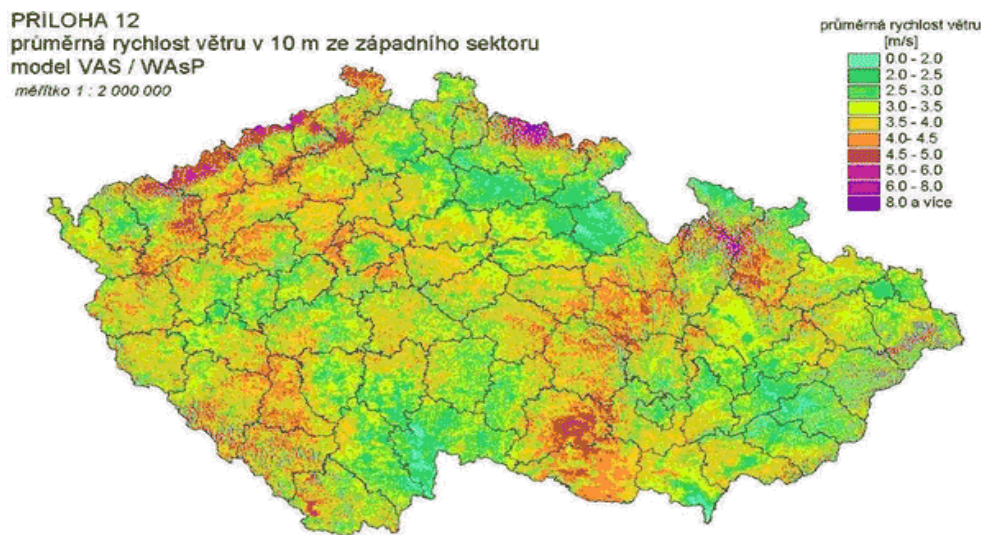 PŘÍLOHA 12
průměrná rychlost větru v 10 m ze západního sektoru
model VAS / WAsP
měřítko 1 : 2 000 000
průměrná rychlost větru
[m/s]
0.0 - 2.0
2.0 - 2.5
2.5 - 3.0
3.0 - 3.5
3.5 - 4.0
4.0- 4.5
4.5 - 5.0
5.0 - 6.0
6.0 - 8.0
8.0 a více